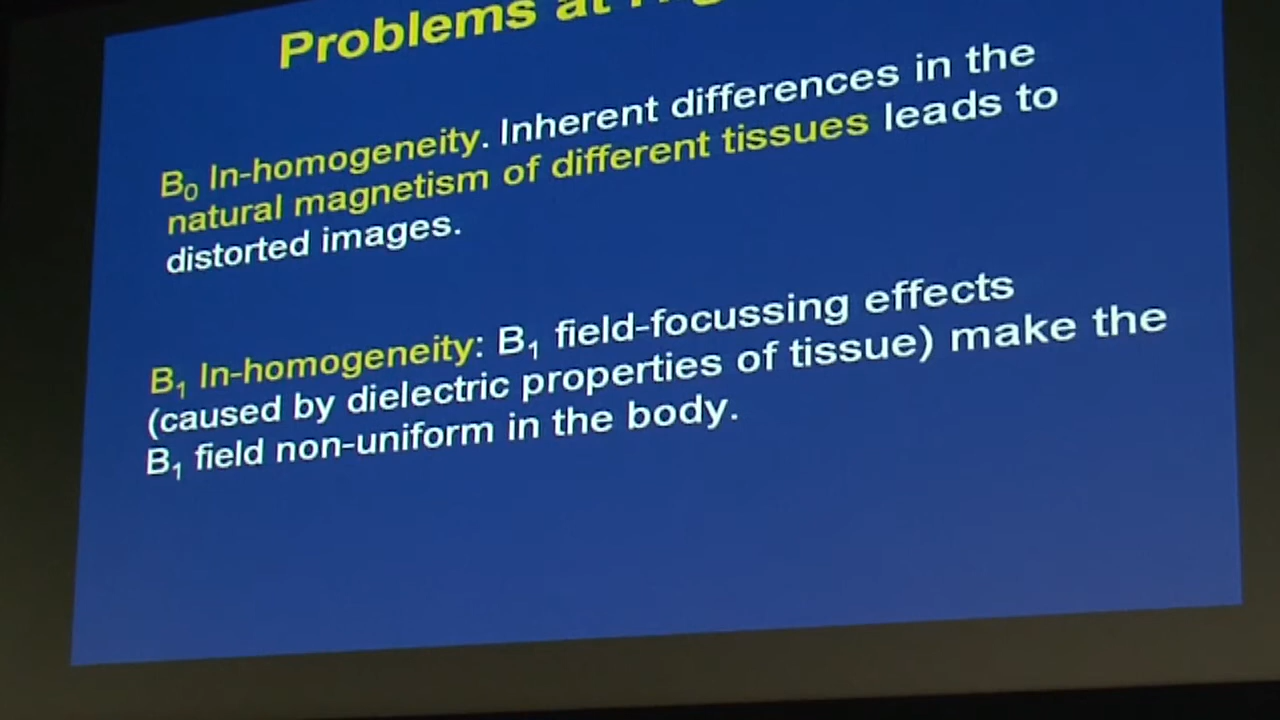 Problems at
B₀ In-homogeneity. Inherent differences in the
natural magnetism of different tissues leads to
distorted images.
B₁ In-homogeneity: B₁ field-focussing effects
(caused by dielectric properties of tissue) make the
B₁ field non-uniform in the body.